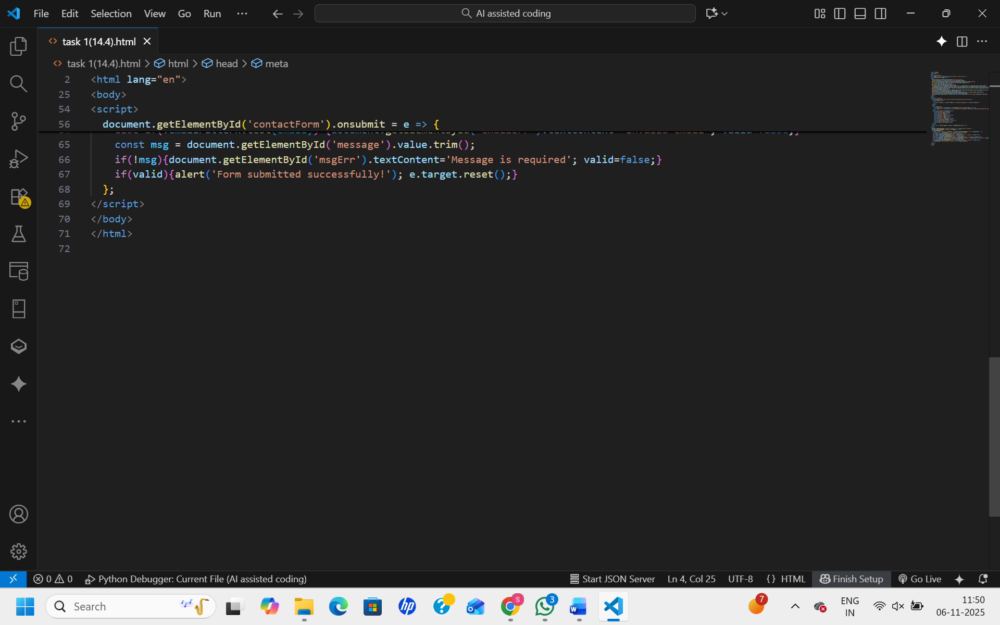 File Edit Selection View Go Run ··· AI assisted coding
task 1(14.4).html
task 1(14.4).html > html > head > meta
2 <html lang="en">
25 <body>
54 <script>
56 document.getElementById('contactForm').onsubmit = e => {
65 const msg = document.getElementById('message').value.trim();
66 if(!msg){document.getElementById('msgErr').textContent='Message is required'; valid=false;}
67 if(valid){alert('Form submitted successfully!'); e.target.reset();}
68 };
69 </script>
70 </body>
71 </html>
72
0 0 Python Debugger: Current File (AI assisted coding) Start JSON Server Ln 4, Col 25 UTF-8 {} HTML Finish Setup Go Live
Search hp ? O S 3 W 7 ENG 11:50
IN 06-11-2025